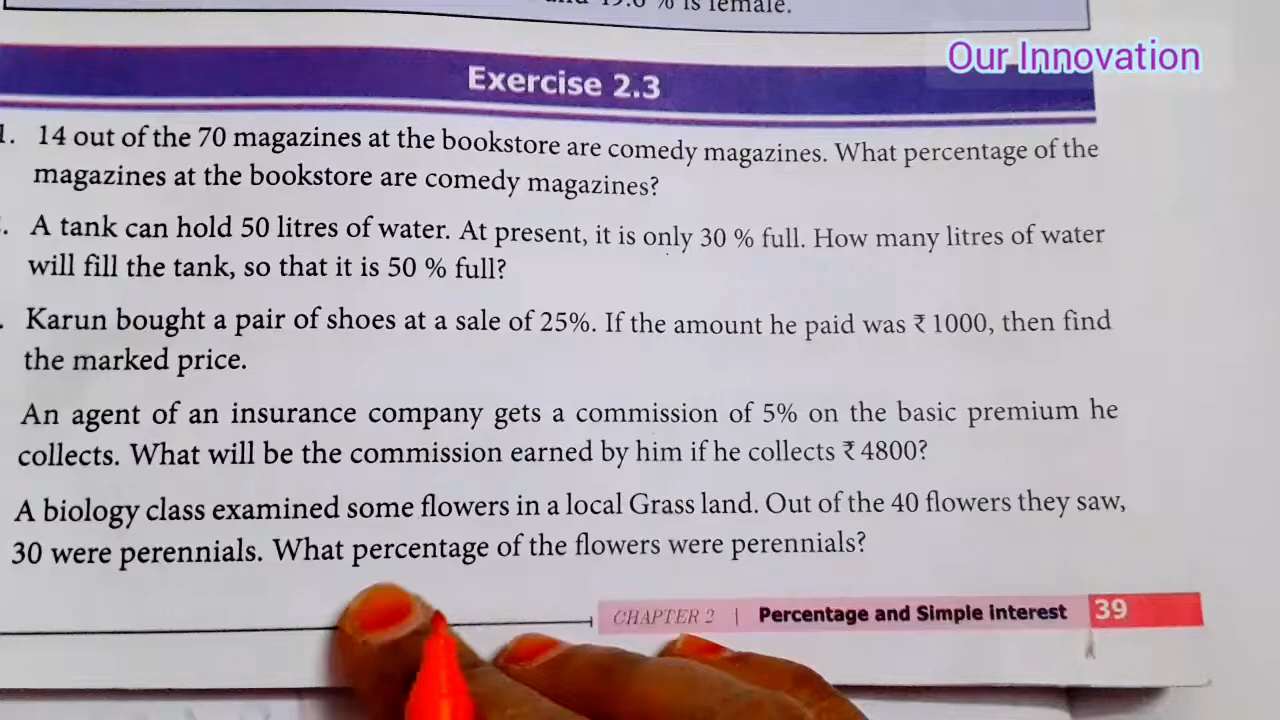 19.6 % is female.
Our Innovation
Exercise 2.3
1. 14 out of the 70 magazines at the bookstore are comedy magazines. What percentage of the
magazines at the bookstore are comedy magazines?
. A tank can hold 50 litres of water. At present, it is only 30 % full. How many litres of water
will fill the tank, so that it is 50 % full?
. Karun bought a pair of shoes at a sale of 25%. If the amount he paid was ₹ 1000, then find
the marked price.
An agent of an insurance company gets a commission of 5% on the basic premium he
collects. What will be the commission earned by him if he collects ₹ 4800?
A biology class examined some flowers in a local Grass land. Out of the 40 flowers they saw,
30 were perennials. What percentage of the flowers were perennials?
CHAPTER 2 | Percentage and Simple interest 39